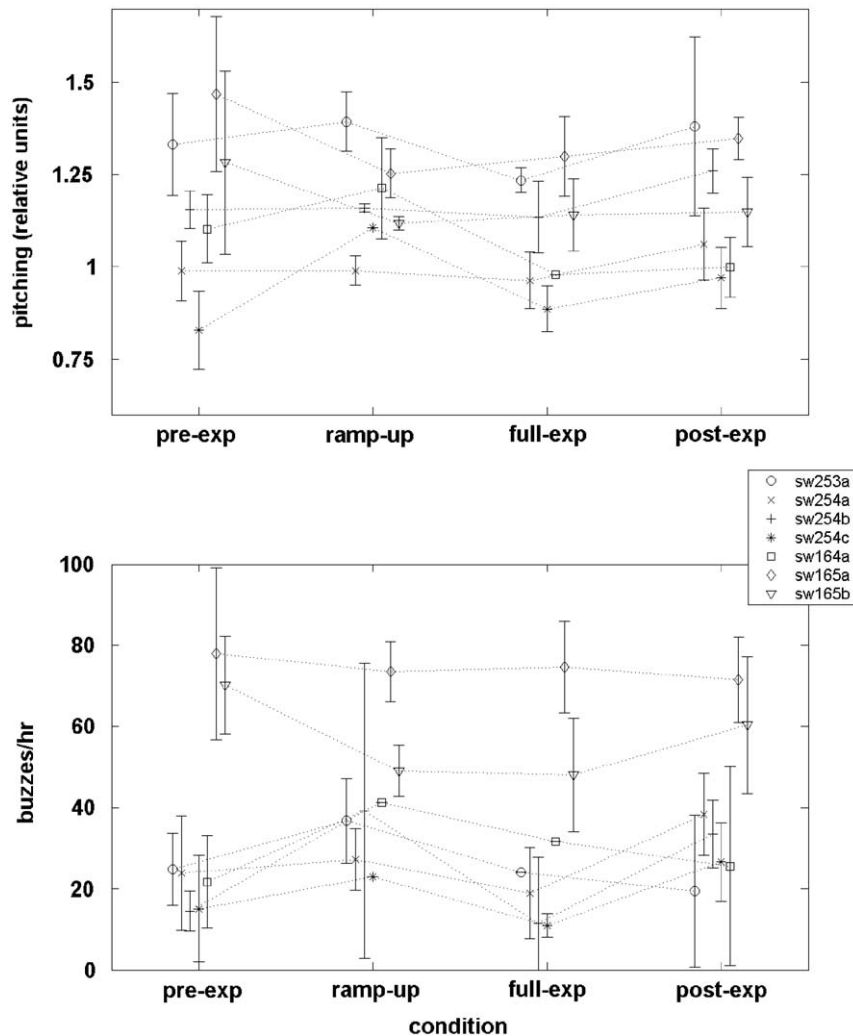 pitching (relative units)
1.5
1.25
1
0.75
pre-exp ramp-up full-exp post-exp
sw253a
sw254a
sw254b
sw254c
sw164a
sw165a
sw165b
buzzes/hr
100
80
60
40
20
0
pre-exp ramp-up full-exp post-exp
condition